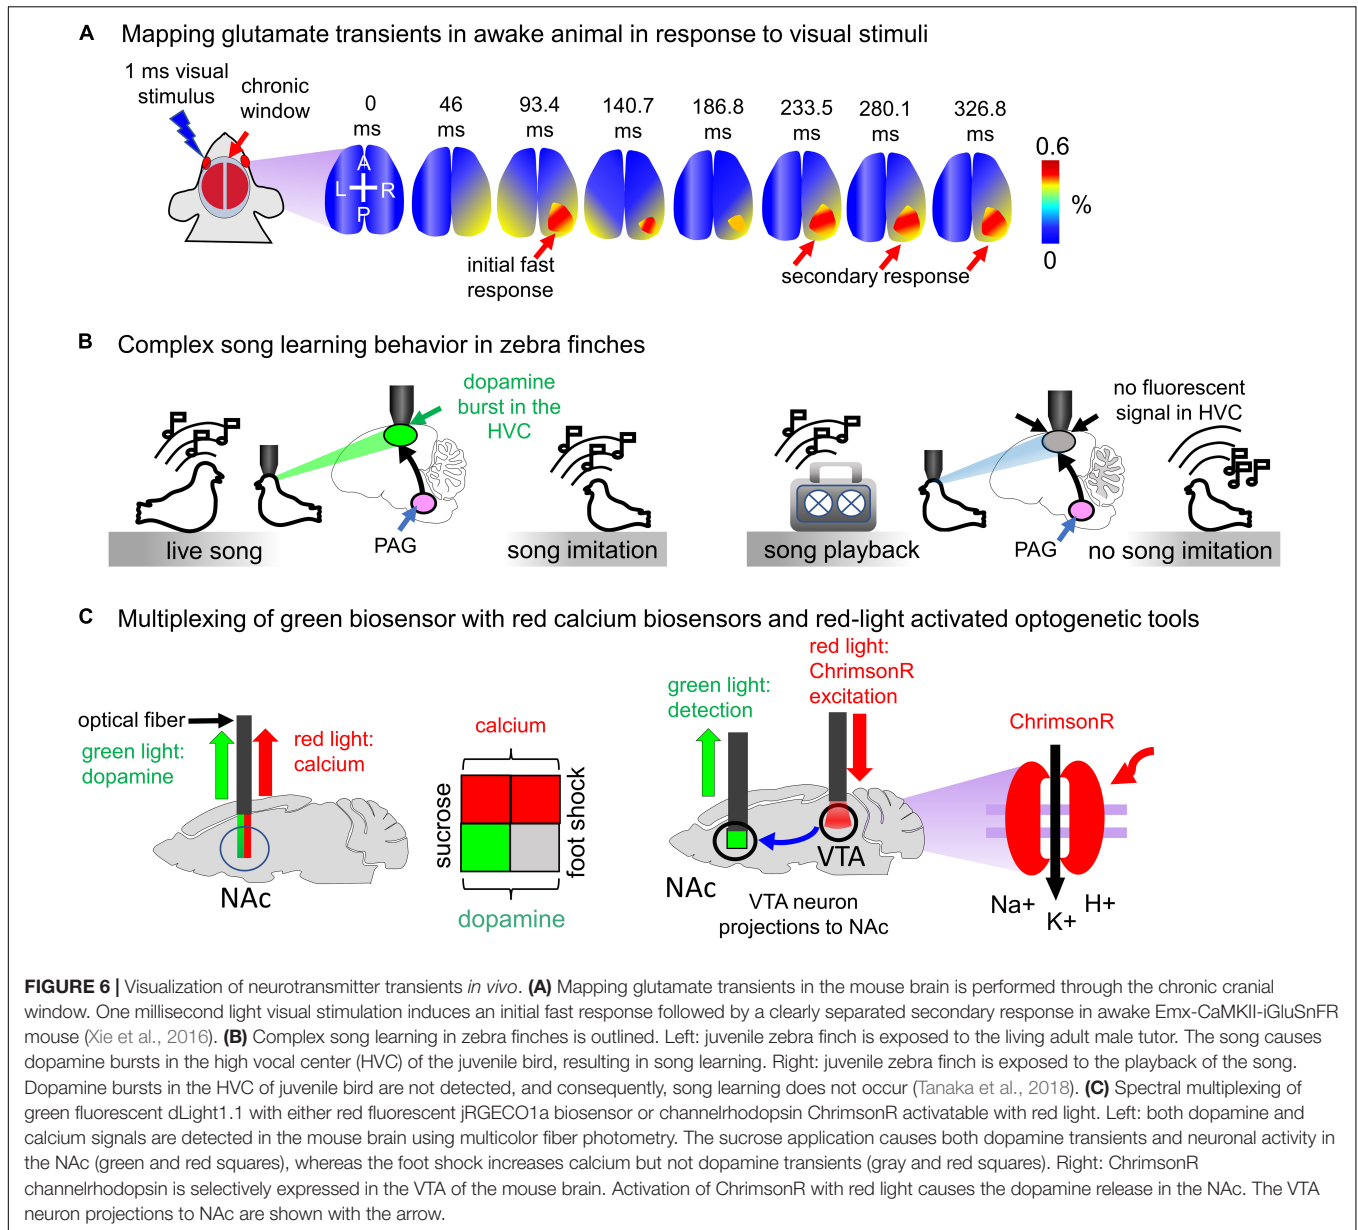 A Mapping glutamate transients in awake animal in response to visual stimuli
1 ms visual
stimulus
chronic
window
0
ms
46
ms
93.4
ms
140.7
ms
186.8
ms
233.5
ms
280.1
ms
326.8
ms
A
L R
P
0.6
%
0
initial fast
response
secondary response
B Complex song learning behavior in zebra finches
dopamine
burst in the
HVC
PAG
live song
song imitation
no fluorescent
signal in HVC
PAG
song playback
no song imitation
C Multiplexing of green biosensor with red calcium biosensors and red-light activated optogenetic tools
optical fiber
green light:
dopamine
red light:
calcium
NAc
calcium
sucrose
foot shock
dopamine
green light:
detection
red light:
ChrimsonR
excitation
NAc
VTA
VTA neuron
projections to NAc
ChrimsonR
Na+
K+
H+
FIGURE 6 | Visualization of neurotransmitter transients in vivo. (A) Mapping glutamate transients in the mouse brain is performed through the chronic cranial
window. One millisecond light visual stimulation induces an initial fast response followed by a clearly separated secondary response in awake Emx-CaMKII-iGluSnFR
mouse (Xie et al., 2016). (B) Complex song learning in zebra finches is outlined. Left: juvenile zebra finch is exposed to the living adult male tutor. The song causes
dopamine bursts in the high vocal center (HVC) of the juvenile bird, resulting in song learning. Right: juvenile zebra finch is exposed to the playback of the song.
Dopamine bursts in the HVC of juvenile bird are not detected, and consequently, song learning does not occur (Tanaka et al., 2018). (C) Spectral multiplexing of
green fluorescent dLight1.1 with either red fluorescent jRGECO1a biosensor or channelrhodopsin ChrimsonR activatable with red light. Left: both dopamine and
calcium signals are detected in the mouse brain using multicolor fiber photometry. The sucrose application causes both dopamine transients and neuronal activity in
the NAc (green and red squares), whereas the foot shock increases calcium but not dopamine transients (gray and red squares). Right: ChrimsonR
channelrhodopsin is selectively expressed in the VTA of the mouse brain. Activation of ChrimsonR with red light causes the dopamine release in the NAc. The VTA
neuron projections to NAc are shown with the arrow.